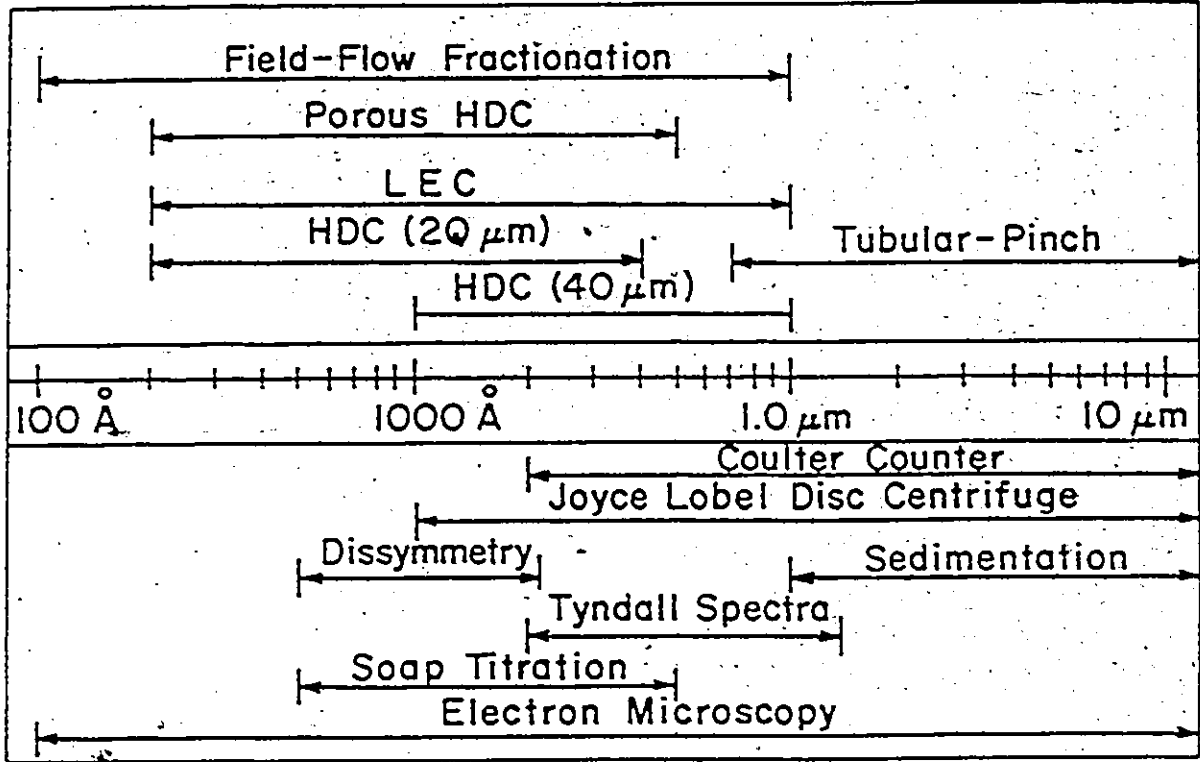 Field-Flow Fractionation
Porous HDC
LEC
HDC (20 μm)
Tubular-Pinch
HDC (40 μm)
100 Å 1000 Å 1.0 μm 10 μm
Coulter Counter
Joyce Lobel Disc Centrifuge
Dissymmetry Sedimentation
Tyndall Spectra
Soap Titration
Electron Microscopy